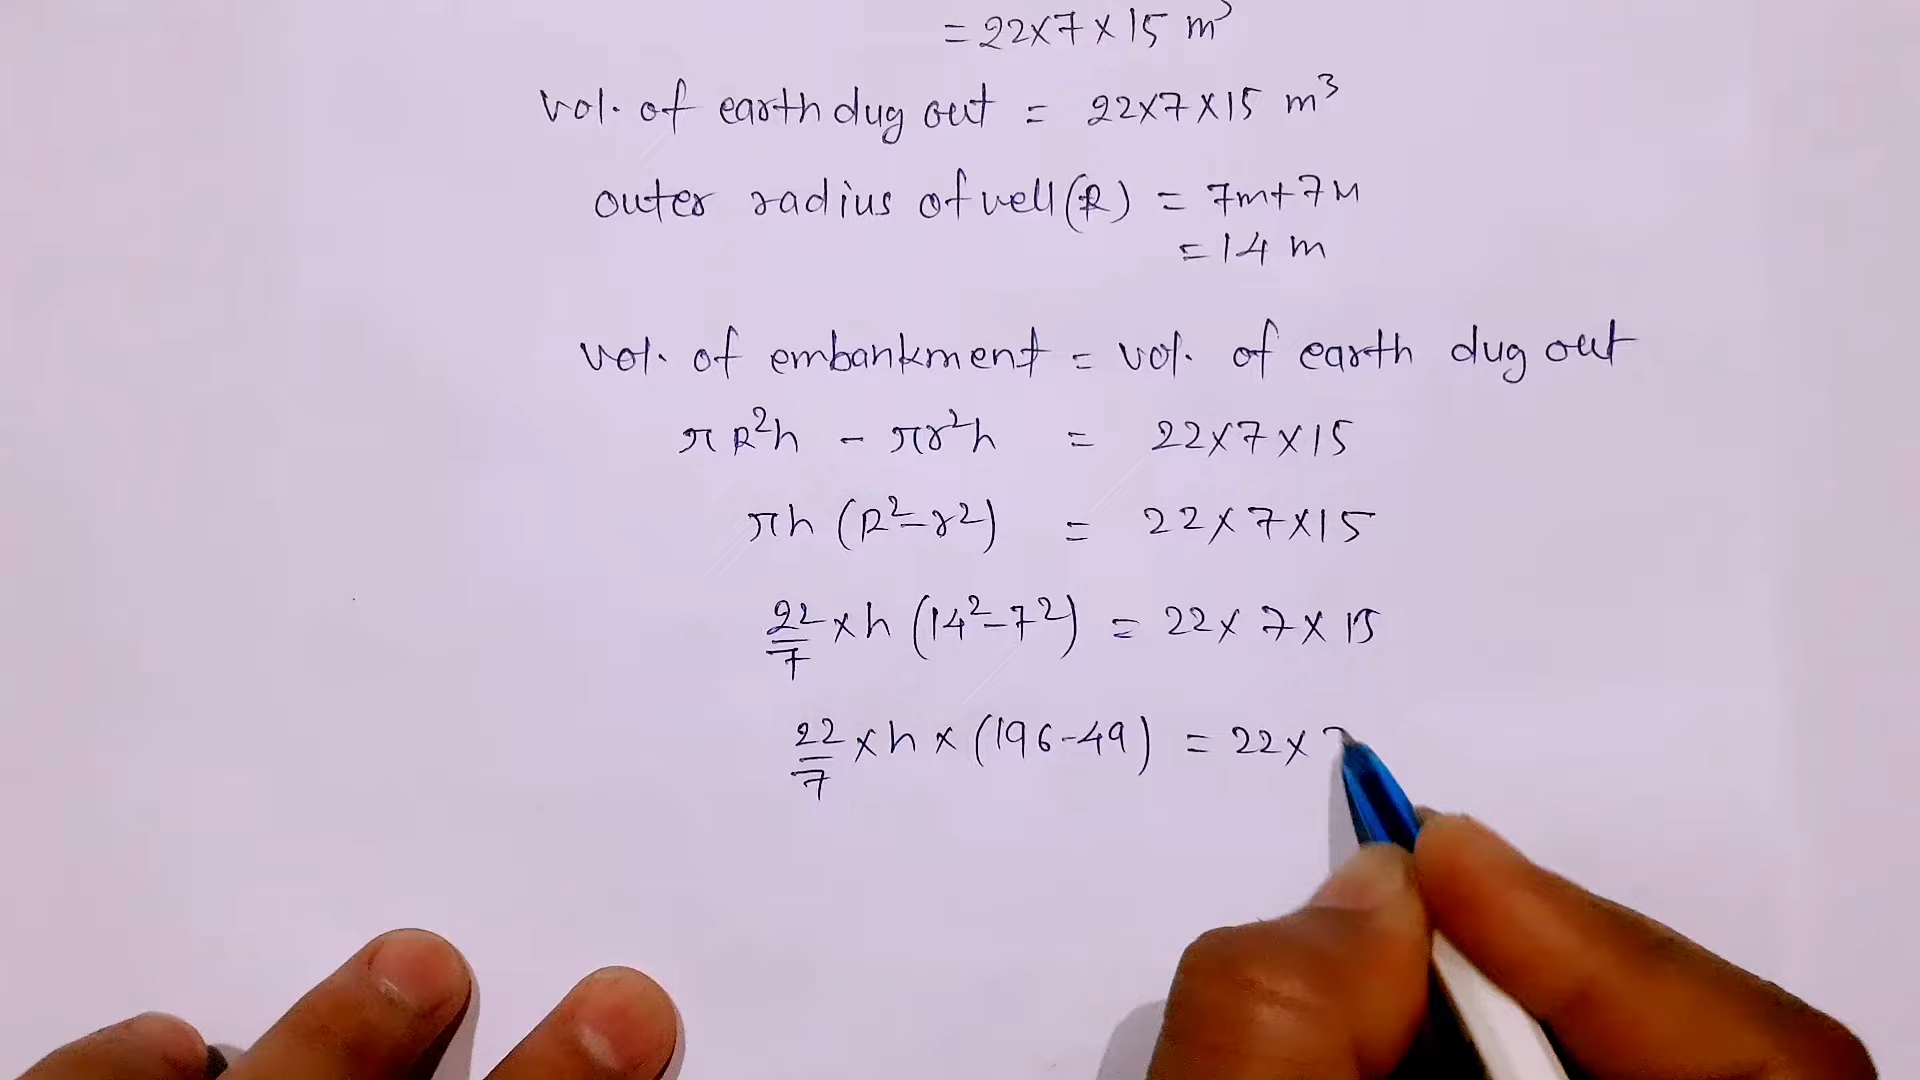 = 22×7×15 m³
vol. of earth dug out = 22×7×15 m³
outer radius of well (R) = 7m+7M
= 14 m
vol. of embankment = vol. of earth dug out
πR²h - πr²h = 22×7×15
πh (R²-r²) = 22×7×15
22/7 ×h (14²-7²) = 22× 7× 15
22/7 ×h × (196-49) = 22×